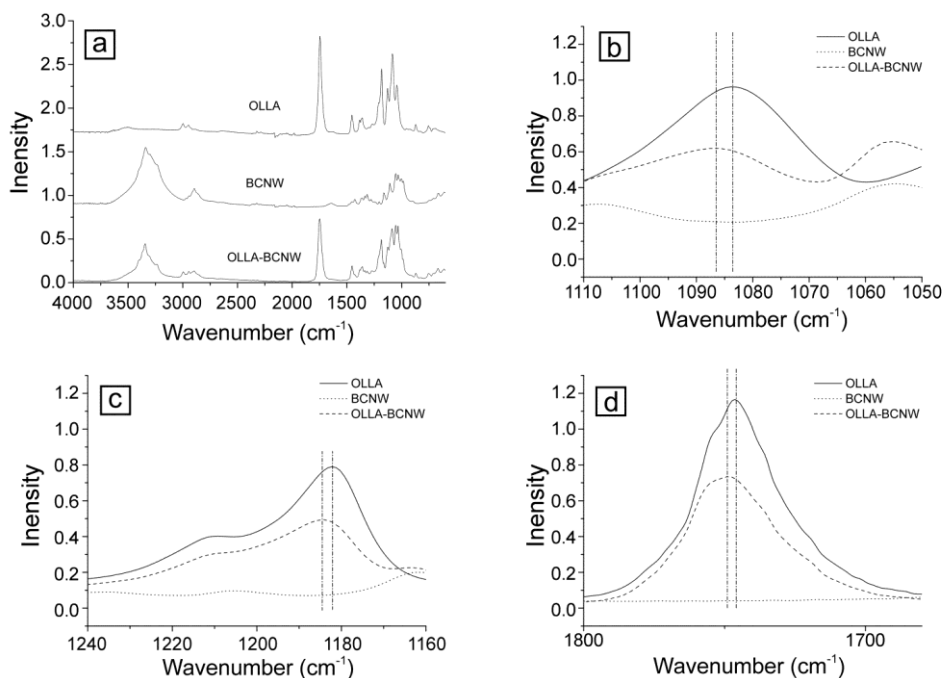 a
3.0
2.5
2.0
1.5
1.0
0.5
0.0
Inensity
OLLA
BCNW
OLLA-BCNW
4000 3500 3000 2500 2000 1500 1000
Wavenumber (cm-1)
b
1.2
1.0
0.8
0.6
0.4
0.2
0.0
Inensity
OLLA
BCNW
OLLA-BCNW
1110 1100 1090 1080 1070 1060 1050
Wavenumber (cm-1)
c
1.2
1.0
0.8
0.6
0.4
0.2
0.0
Inensity
OLLA
BCNW
OLLA-BCNW
1240 1220 1200 1180 1160
Wavenumber (cm-1)
d
1.2
1.0
0.8
0.6
0.4
0.2
0.0
Inensity
OLLA
BCNW
OLLA-BCNW
1800 1700
Wavenumber (cm-1)